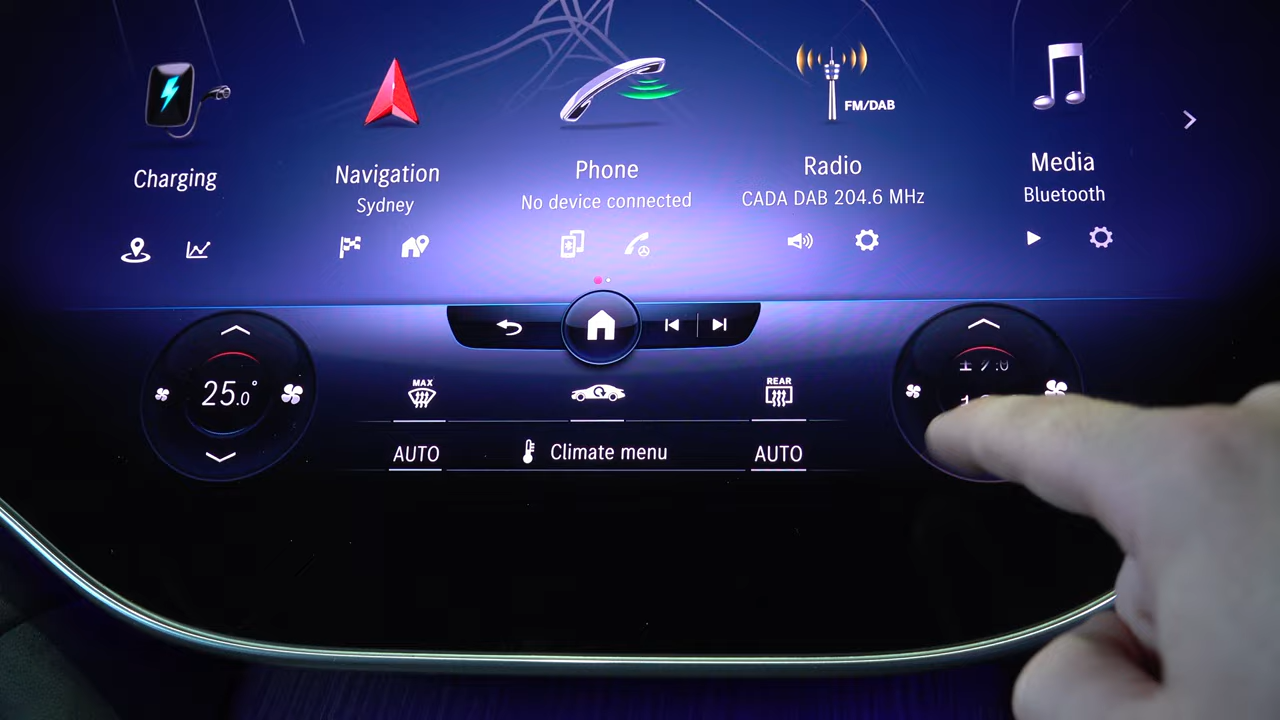 FM/DAB
Charging
Navigation
Sydney
Phone
No device connected
Radio
CADA DAB 204.6 MHz
Media
Bluetooth
25.0°
MAX
REAR
AUTO
Climate menu
AUTO